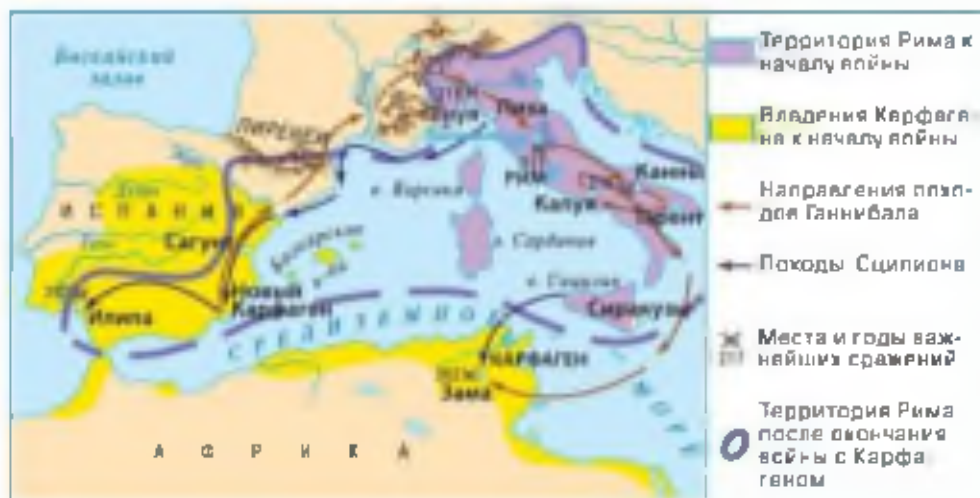 Бискайский
залив
ПИРЕНЕИ
ИСПАНИЯ
Сагунт
Новый
Карфаген
Илипа
Балеарские
о. Корсика
о. Сардиния
о. Сицилия
Пиза
РИМ
Капуя
Канны
Тарент
Сиракузы
КАРФАГЕН
Зама
СРЕДИЗЕМНОЕ
МОРЕ
АФРИКА
Территория Рима к
началу войны
Владения Карфаге-
на к началу войны
Направления похо-
дов Ганнибала
Походы Сципиона
Места и годы важ-
нейших сражений
Территория Рима
после окончания
войны с Карфа
геном